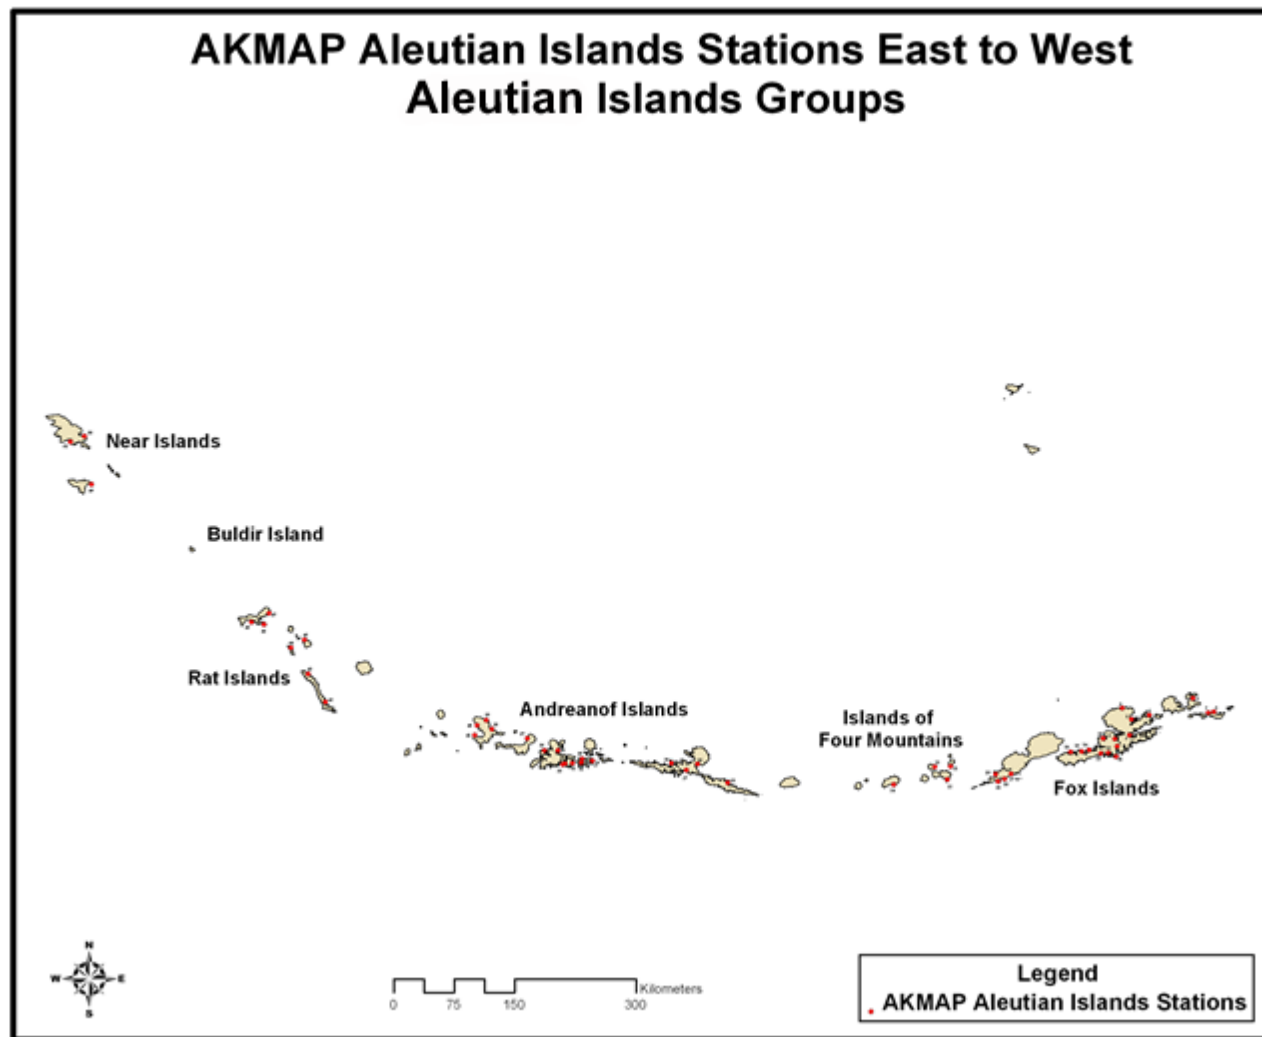 AKMAP Aleutian Islands Stations East to West
Aleutian Islands Groups
Near Islands
Buldir Island
Rat Islands
Andreanof Islands
Islands of
Four Mountains
Fox Islands
N
W E
S
Kilometers
0 75 150 300
Legend
AKMAP Aleutian Islands Stations